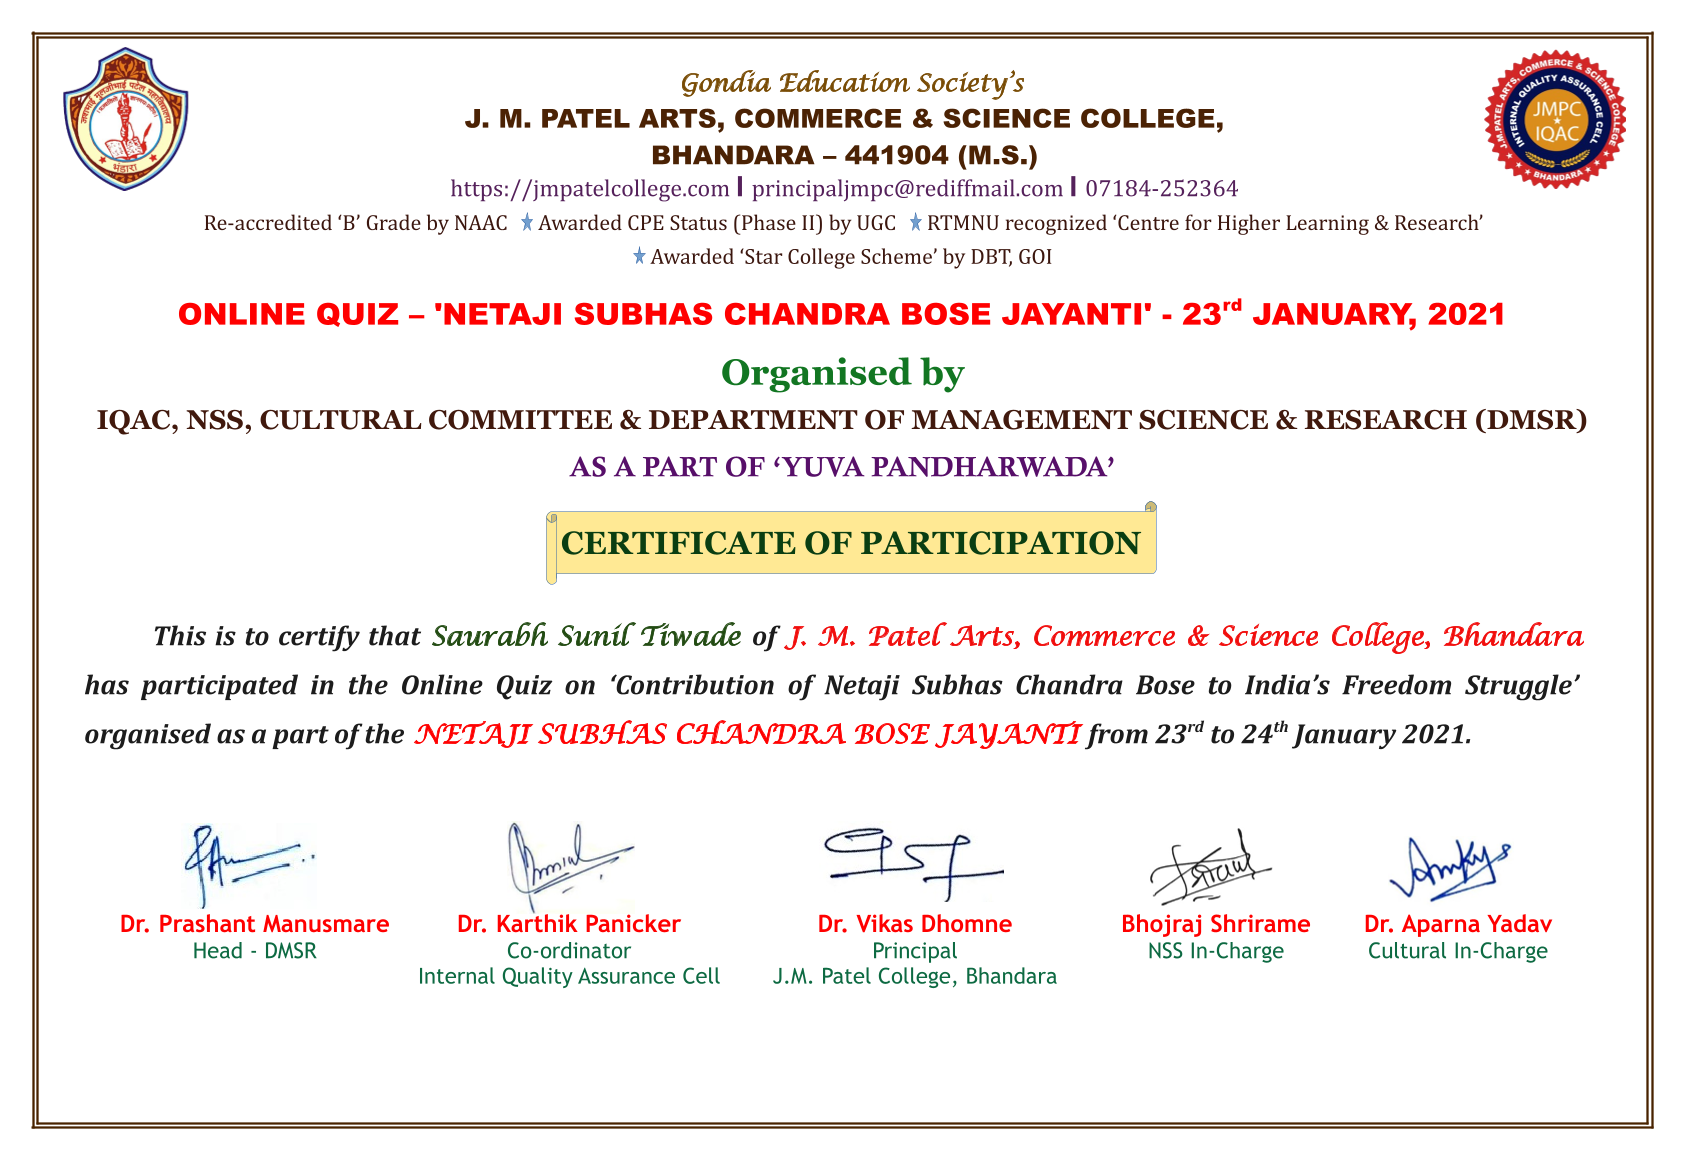 Gondia Education Society's
J. M. PATEL ARTS, COMMERCE & SCIENCE COLLEGE,
BHANDARA – 441904 (M.S.)
https://jmpatelcollege.com I principaljmpc@rediffmail.com I 07184-252364
Re-accredited ‘B’ Grade by NAAC ★ Awarded CPE Status (Phase II) by UGC ★ RTMNU recognized ‘Centre for Higher Learning & Research’
★ Awarded ‘Star College Scheme’ by DBT, GOI
जयभाई मुलजीभाई पटेल महाविद्यालय
भंडारा
J.M.PATEL ARTS, COMMERCE & SCIENCE COLLEGE
BHANDARA
INTERNAL QUALITY ASSURANCE CELL
JMPC
IQAC
ONLINE QUIZ – 'NETAJI SUBHAS CHANDRA BOSE JAYANTI' - 23rd JANUARY, 2021
Organised by
IQAC, NSS, CULTURAL COMMITTEE & DEPARTMENT OF MANAGEMENT SCIENCE & RESEARCH (DMSR)
AS A PART OF ‘YUVA PANDHARWADA’
CERTIFICATE OF PARTICIPATION
This is to certify that Saurabh Sunil Tiwade of J. M. Patel Arts, Commerce & Science College, Bhandara
has participated in the Online Quiz on ‘Contribution of Netaji Subhas Chandra Bose to India’s Freedom Struggle’
organised as a part of the NETAJI SUBHAS CHANDRA BOSE JAYANTI from 23rd to 24th January 2021.
Dr. Prashant Manusmare
Head - DMSR
Dr. Karthik Panicker
Co-ordinator
Internal Quality Assurance Cell
Dr. Vikas Dhomne
Principal
J.M. Patel College, Bhandara
Bhojraj Shrirame
NSS In-Charge
Dr. Aparna Yadav
Cultural In-Charge